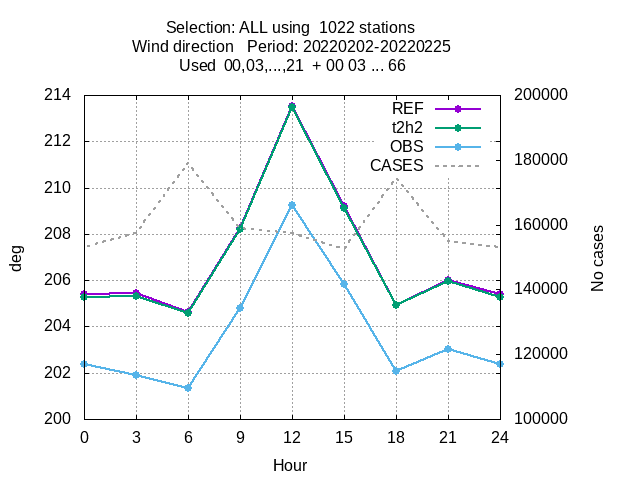 Selection: ALL using  1022 stations
Wind direction   Period: 20220202-20220225
Used  00,03,...,21  + 00 03 ... 66
214
212
210
208
206
204
202
200
deg
200000
180000
160000
140000
120000
100000
No cases
REF
t2h2
OBS
CASES
0 3 6 9 12 15 18 21 24
Hour